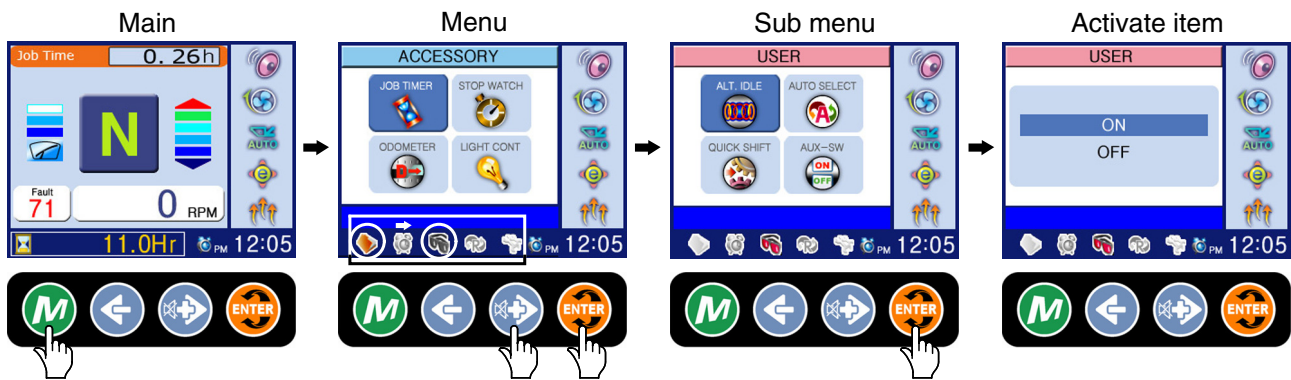 Main
Menu
Sub menu
Activate item
Job Time
0. 26h
N
Fault
71
0 RPM
11.0Hr
PM 12:05
AUTO
e
M
ENTER
ACCESSORY
JOB TIMER
STOP WATCH
ODOMETER
D
LIGHT CONT
PM 12:05
AUTO
e
M
ENTER
USER
ALT. IDLE
AUTO SELECT
A
QUICK SHIFT
AUX-SW
ON
OFF
PM 12:05
AUTO
e
M
ENTER
USER
ON
OFF
PM 12:05
AUTO
e
M
ENTER